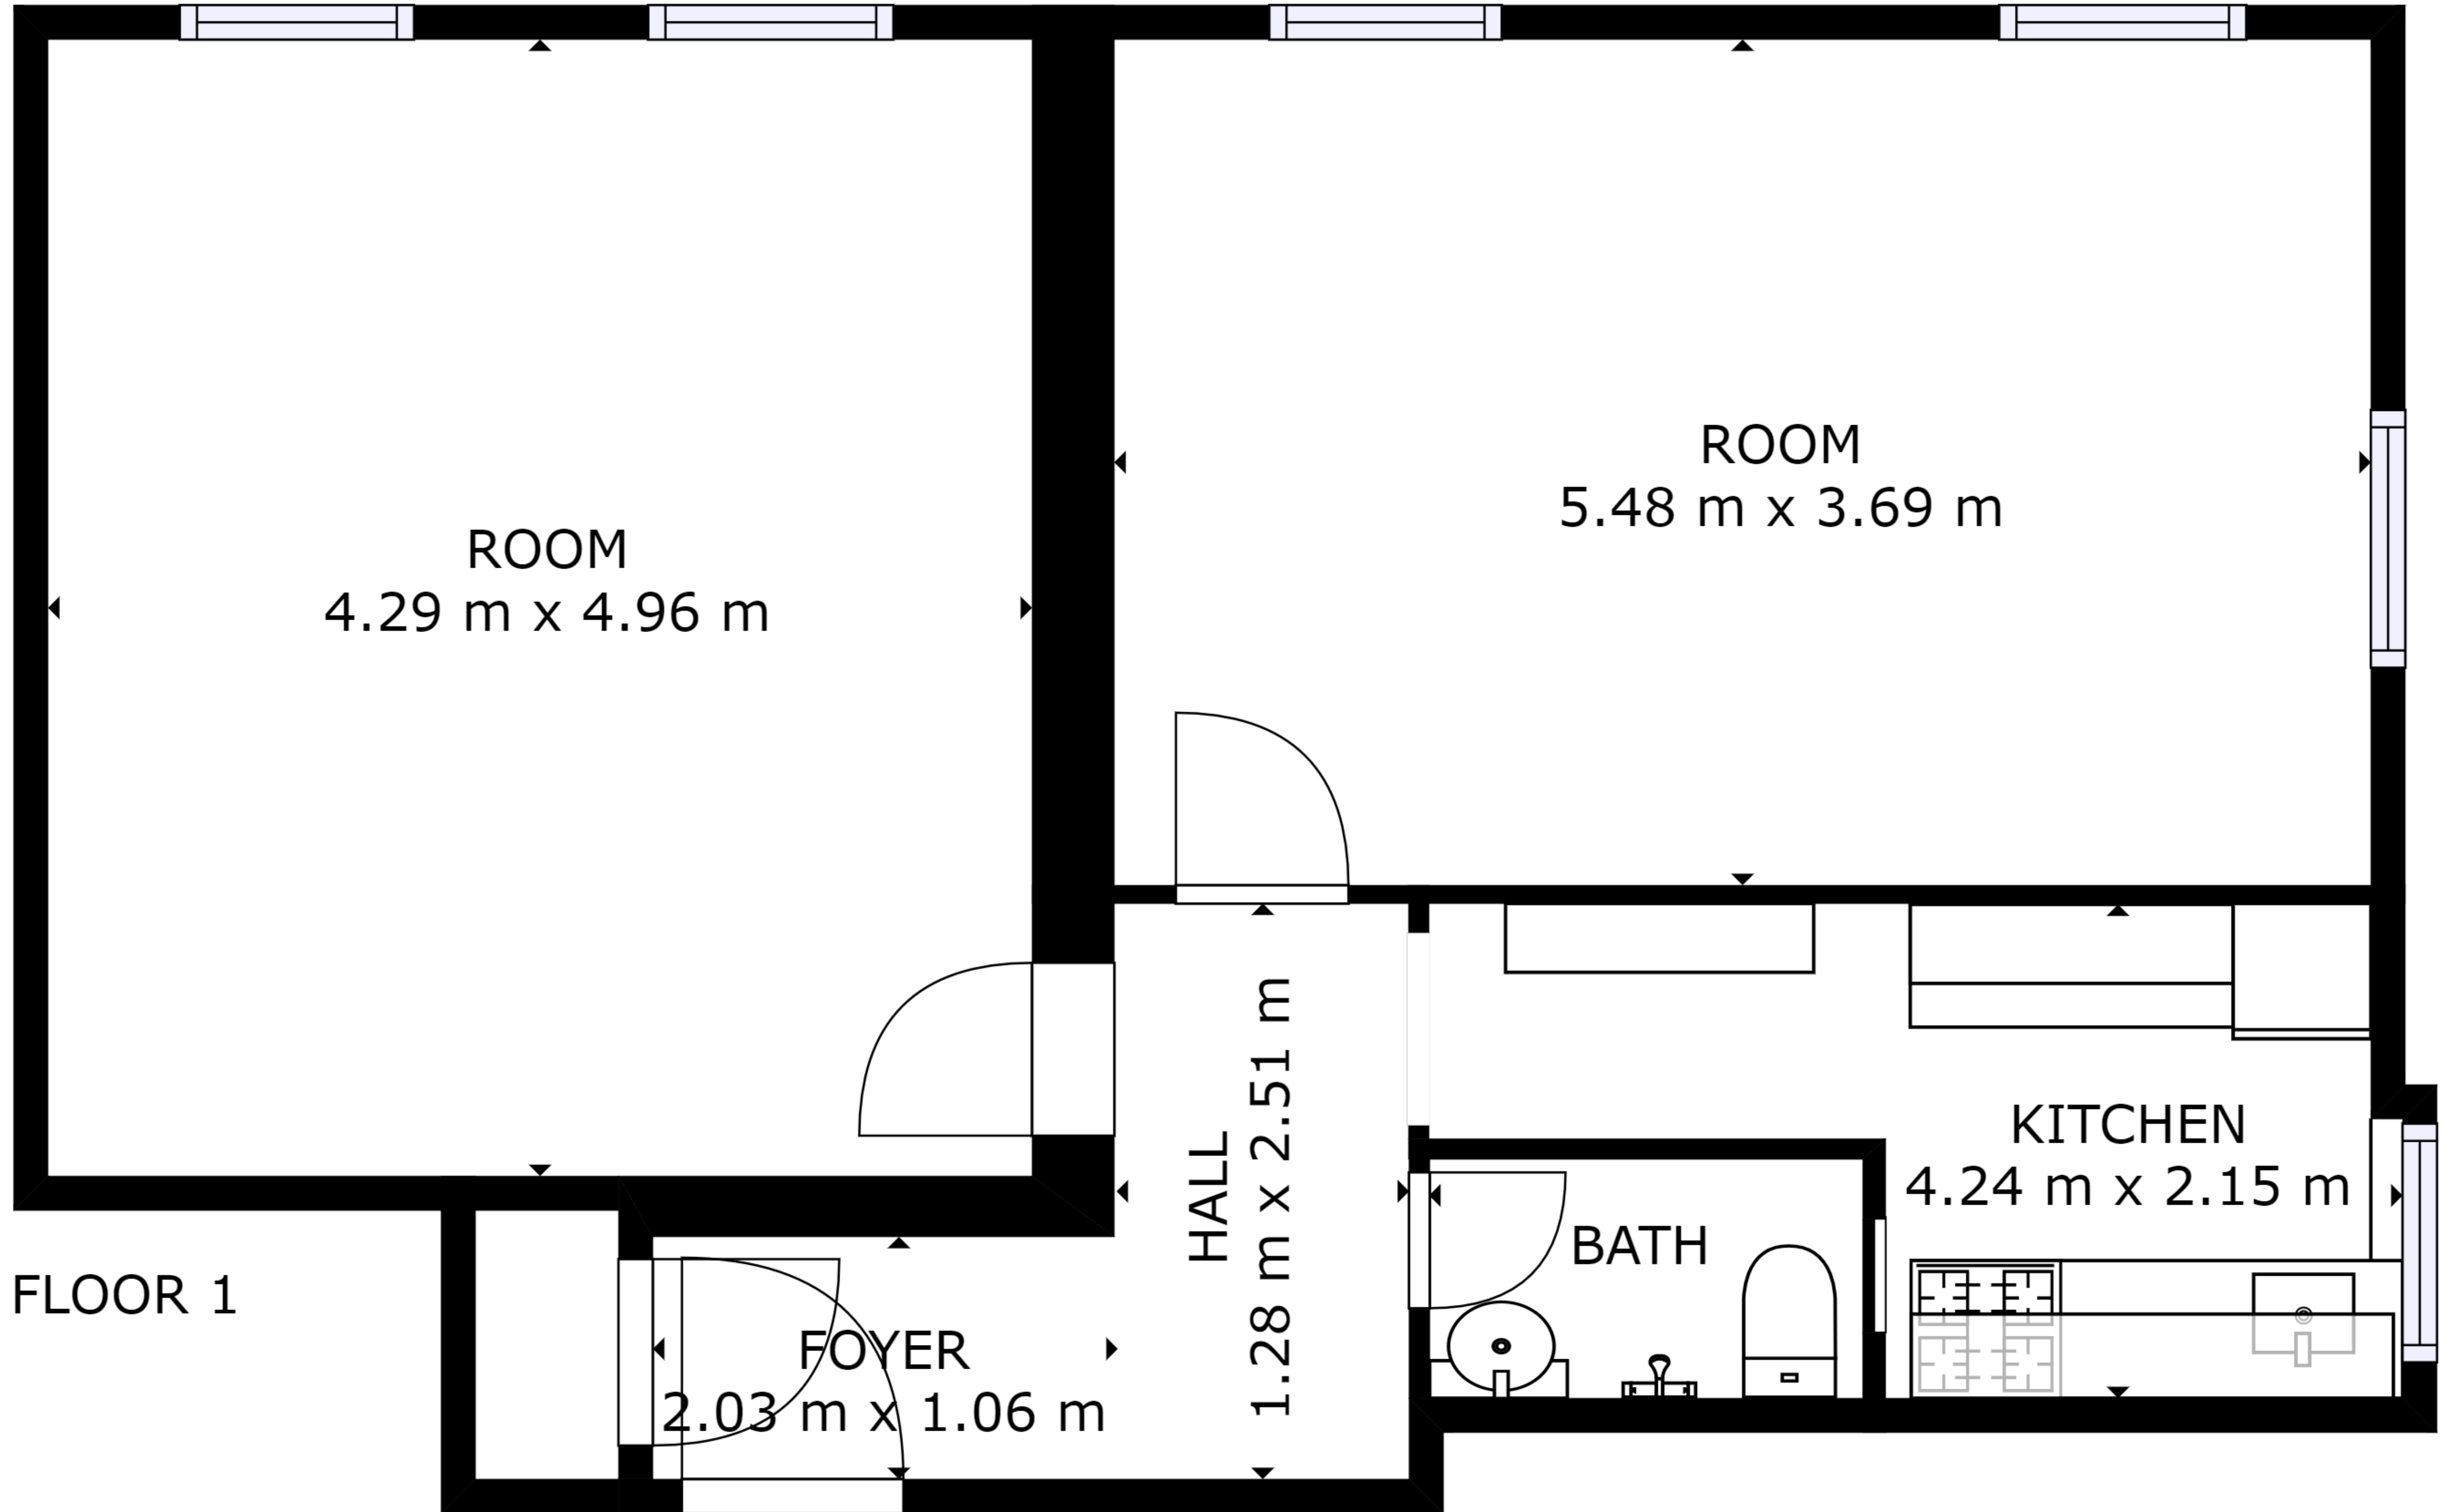 ROOM
5.48 m x 3.69 m
ROOM
4.29 m x 4.96 m
HALL
1.28 m x 2.51 m
KITCHEN
4.24 m x 2.15 m
BATH
FLOOR 1
FOYER
2.03 m x 1.06 m